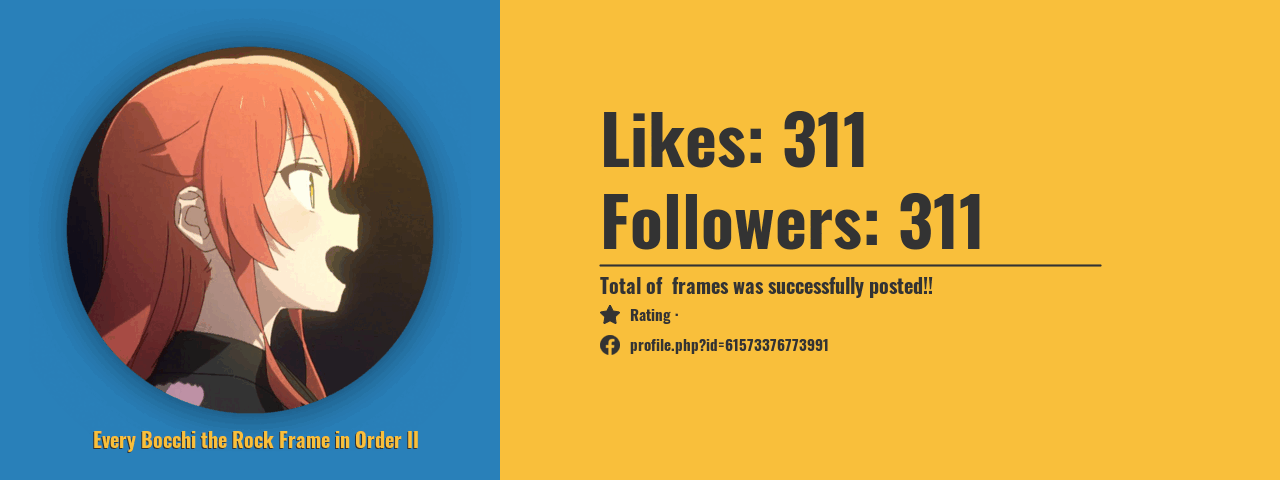 Likes: 311
Followers: 311
Total of  frames was successfully posted!!
Rating ·
profile.php?id=61573376773991
Every Bocchi the Rock Frame in Order II